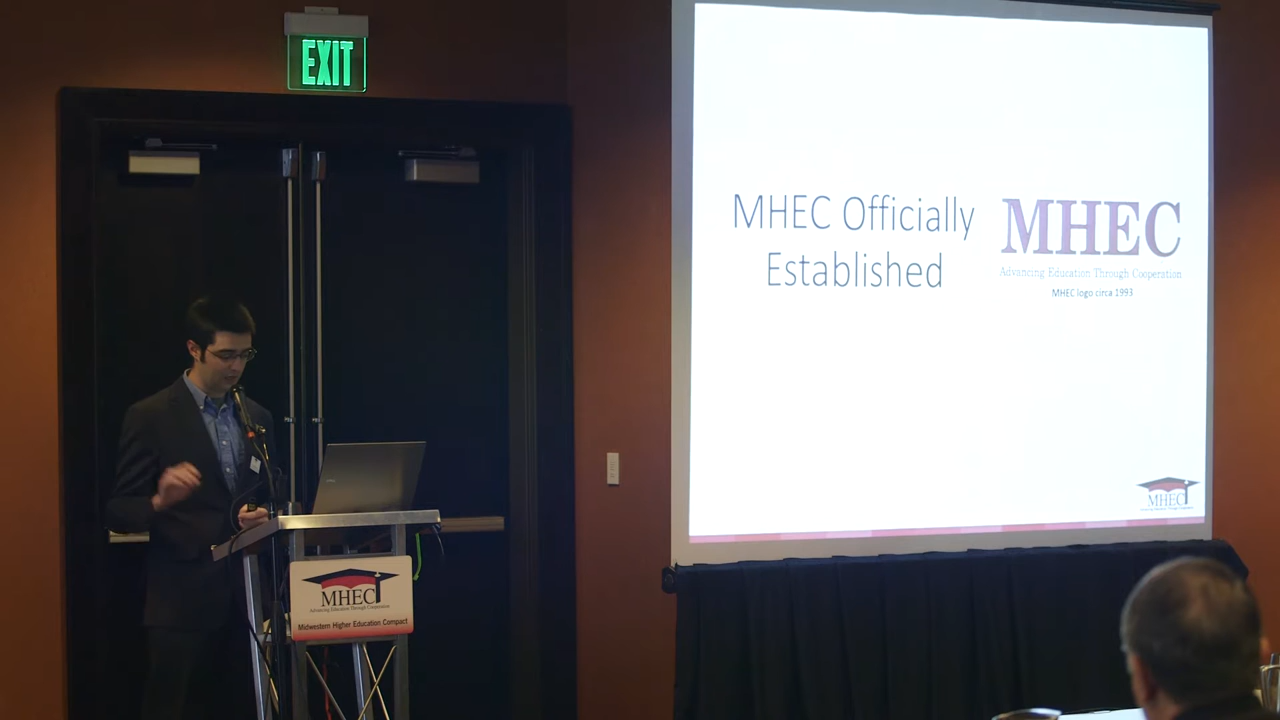 EXIT
MHEC Officially
Established
MHEC
Advancing Education Through Cooperation
MHEC logo circa 1993
MHEC
MHEC
Advancing Education Through Cooperation
Midwestern Higher Education Compact